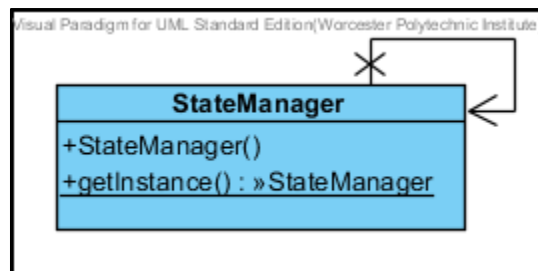 Visual Paradigm for UML Standard Edition(Worcester Polytechnic Institute
StateManager
+StateManager()
+getInstance() : »StateManager